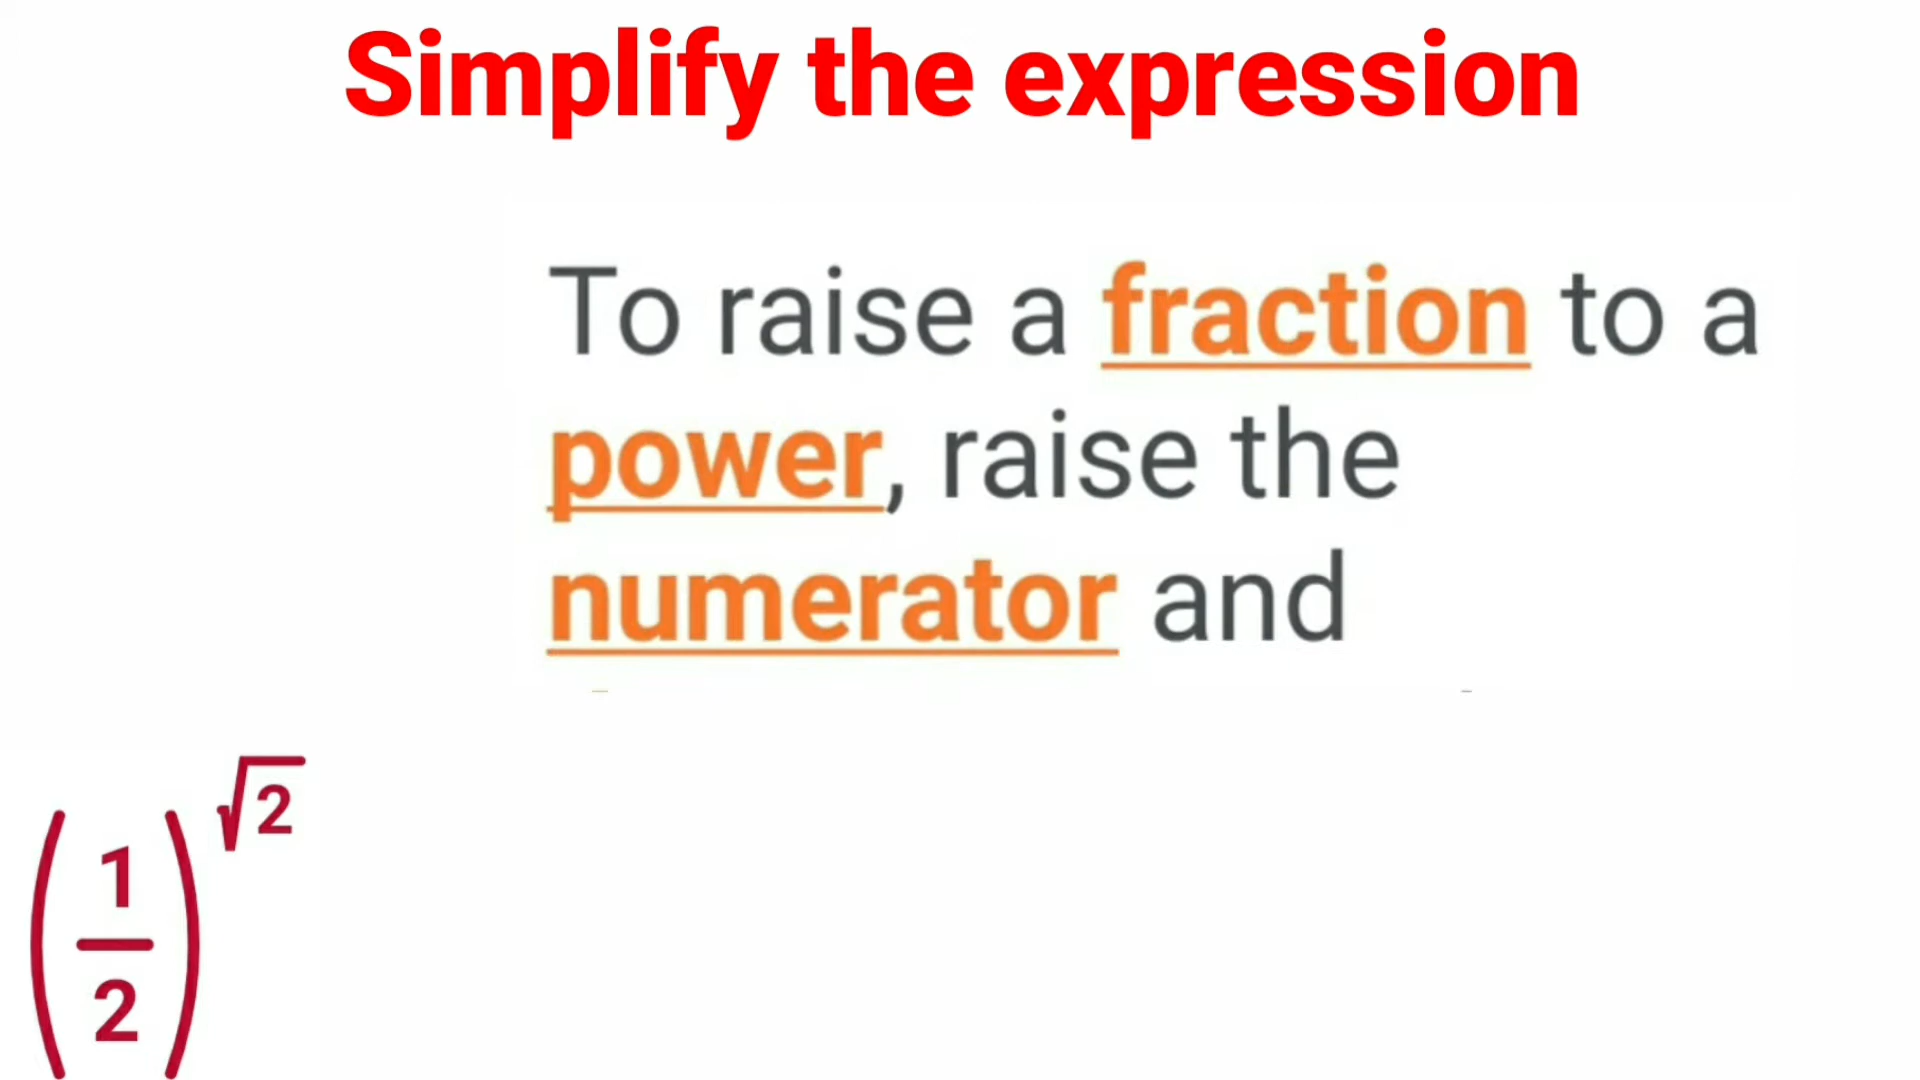 Simplify the expression
To raise a fraction to a
power, raise the
numerator and
(1/2)^√2